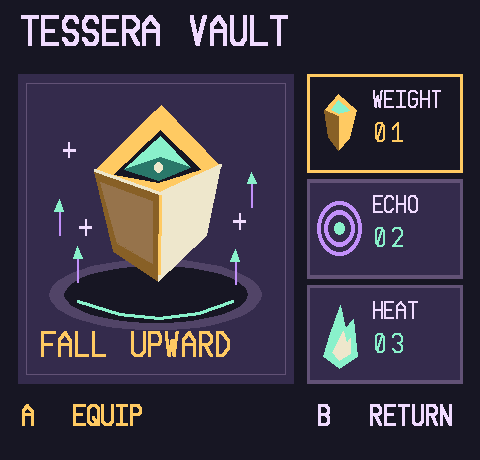 TESSERA VAULT
WEIGHT
01
ECHO
02
HEAT
03
FALL UPWARD
A EQUIP
B RETURN